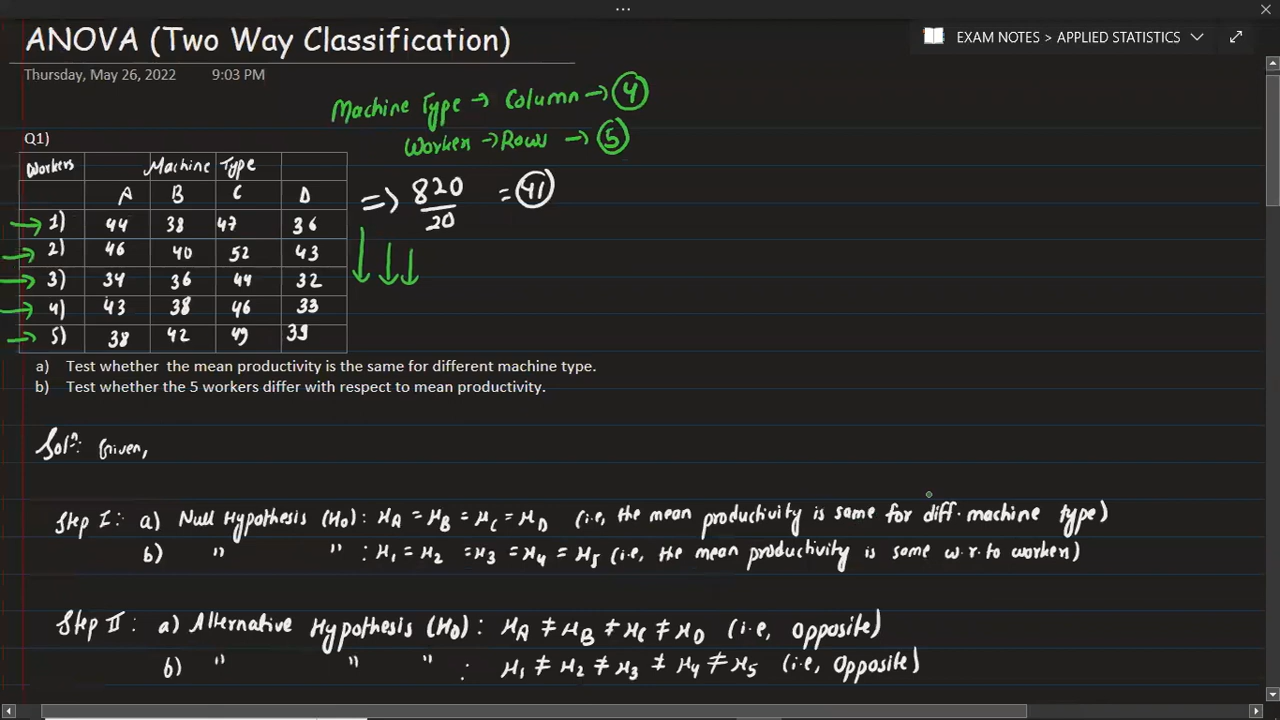 ANOVA (Two Way Classification)
EXAM NOTES > APPLIED STATISTICS
Thursday, May 26, 2022 9:03 PM
Machine Type → Column → 4
Worker → Rows → 5
Q1)
Workers Machine Type
A B C D
=> 820/20 = 41
→ 1) 44 38 47 36
→ 2) 46 40 52 43
→ 3) 34 36 44 32
→ 4) 43 38 46 33
→ 5) 38 42 49 39
a) Test whether the mean productivity is the same for different machine type.
b) Test whether the 5 workers differ with respect to mean productivity.
Solⁿ: Given,
Step I: a) Null Hypothesis (H0): μA = μB = μC = μD (i.e, the mean productivity is same for diff. machine type)
b) " " : μ1 = μ2 = μ3 = μ4 = μ5 (i.e, the mean productivity is same w.r.to worker)
Step II: a) Alternative Hypothesis (H0): μA ≠ μB ≠ μC ≠ μD (i.e, opposite)
b) " " " : μ1 ≠ μ2 ≠ μ3 ≠ μ4 ≠ μ5 (i.e, opposite)